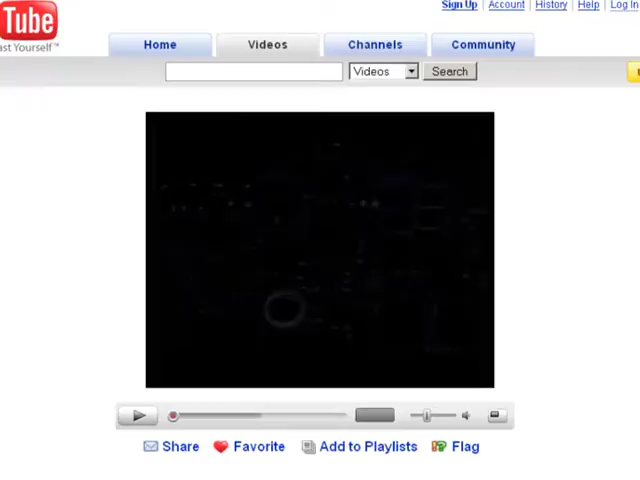 Sign Up Account History Help Log In
Tube
ast Yourself™
Home Videos Channels Community
Videos Search
Share Favorite Add to Playlists Flag